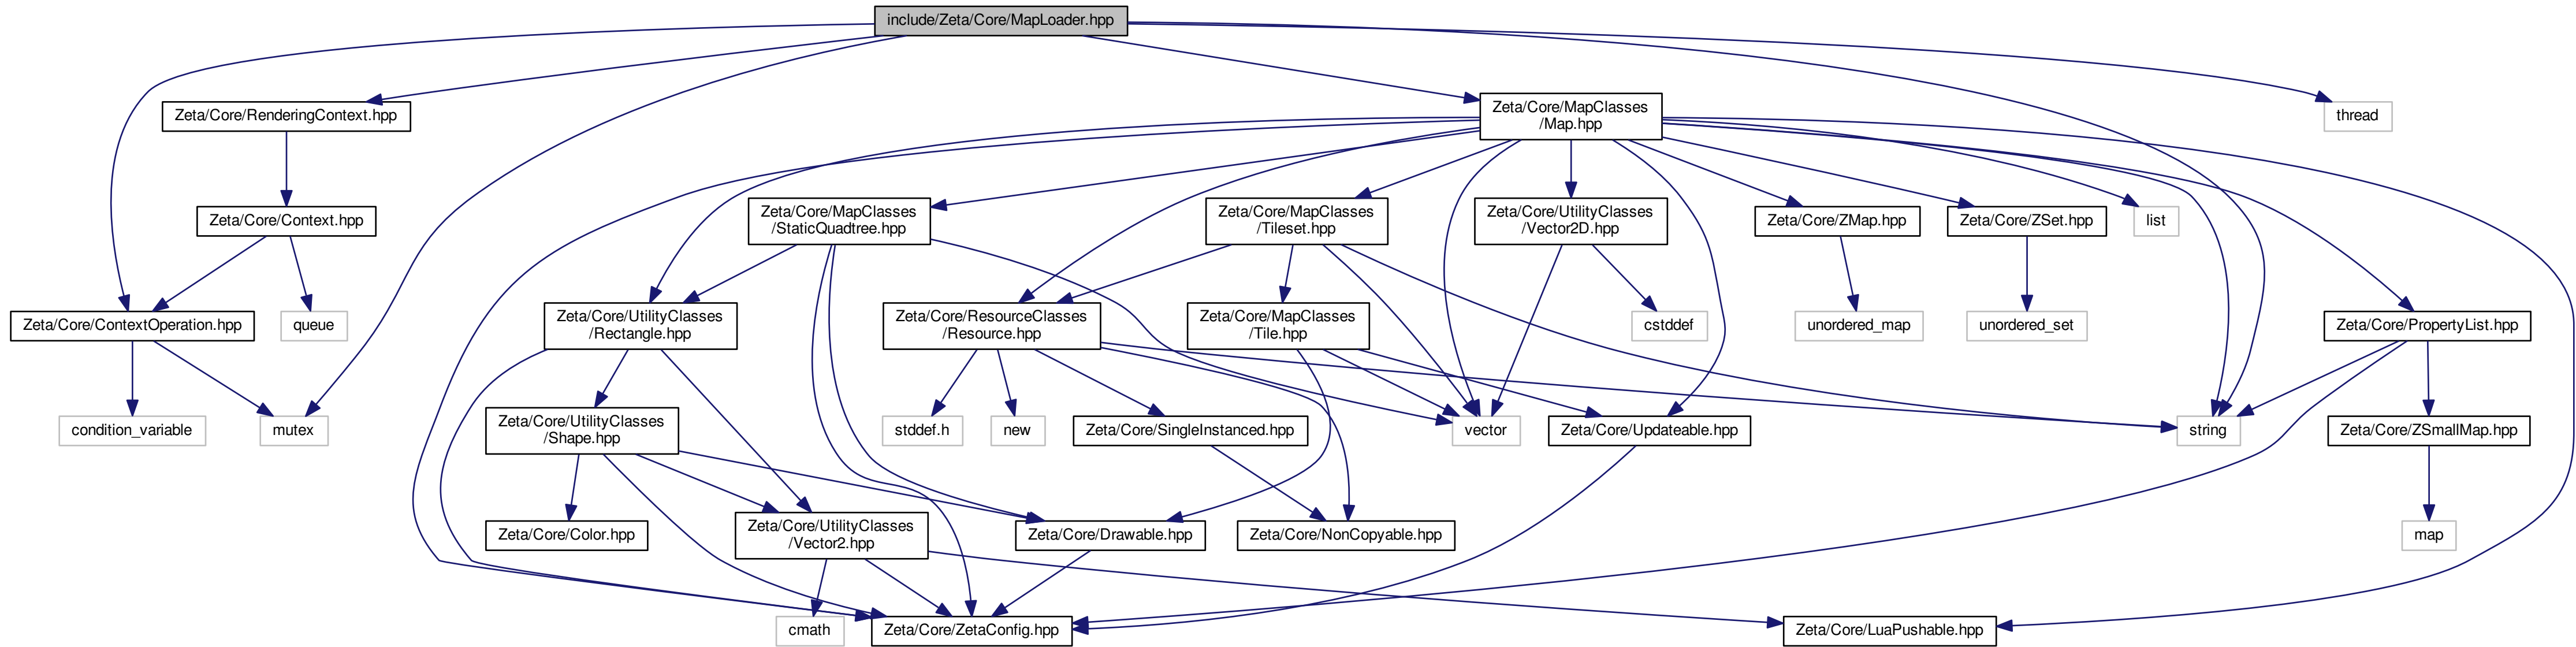 include/Zeta/Core/MapLoader.hpp
Zeta/Core/RenderingContext.hpp
Zeta/Core/MapClasses
/Map.hpp
thread
Zeta/Core/Context.hpp
Zeta/Core/MapClasses
/StaticQuadtree.hpp
Zeta/Core/MapClasses
/Tileset.hpp
Zeta/Core/UtilityClasses
/Vector2D.hpp
Zeta/Core/ZMap.hpp
Zeta/Core/ZSet.hpp
list
Zeta/Core/ContextOperation.hpp
queue
Zeta/Core/UtilityClasses
/Rectangle.hpp
Zeta/Core/ResourceClasses
/Resource.hpp
Zeta/Core/MapClasses
/Tile.hpp
cstddef
unordered_map
unordered_set
Zeta/Core/PropertyList.hpp
condition_variable
mutex
Zeta/Core/UtilityClasses
/Shape.hpp
stddef.h
new
Zeta/Core/SingleInstanced.hpp
vector
Zeta/Core/Updateable.hpp
string
Zeta/Core/ZSmallMap.hpp
Zeta/Core/Color.hpp
Zeta/Core/UtilityClasses
/Vector2.hpp
Zeta/Core/Drawable.hpp
Zeta/Core/NonCopyable.hpp
map
cmath
Zeta/Core/ZetaConfig.hpp
Zeta/Core/LuaPushable.hpp